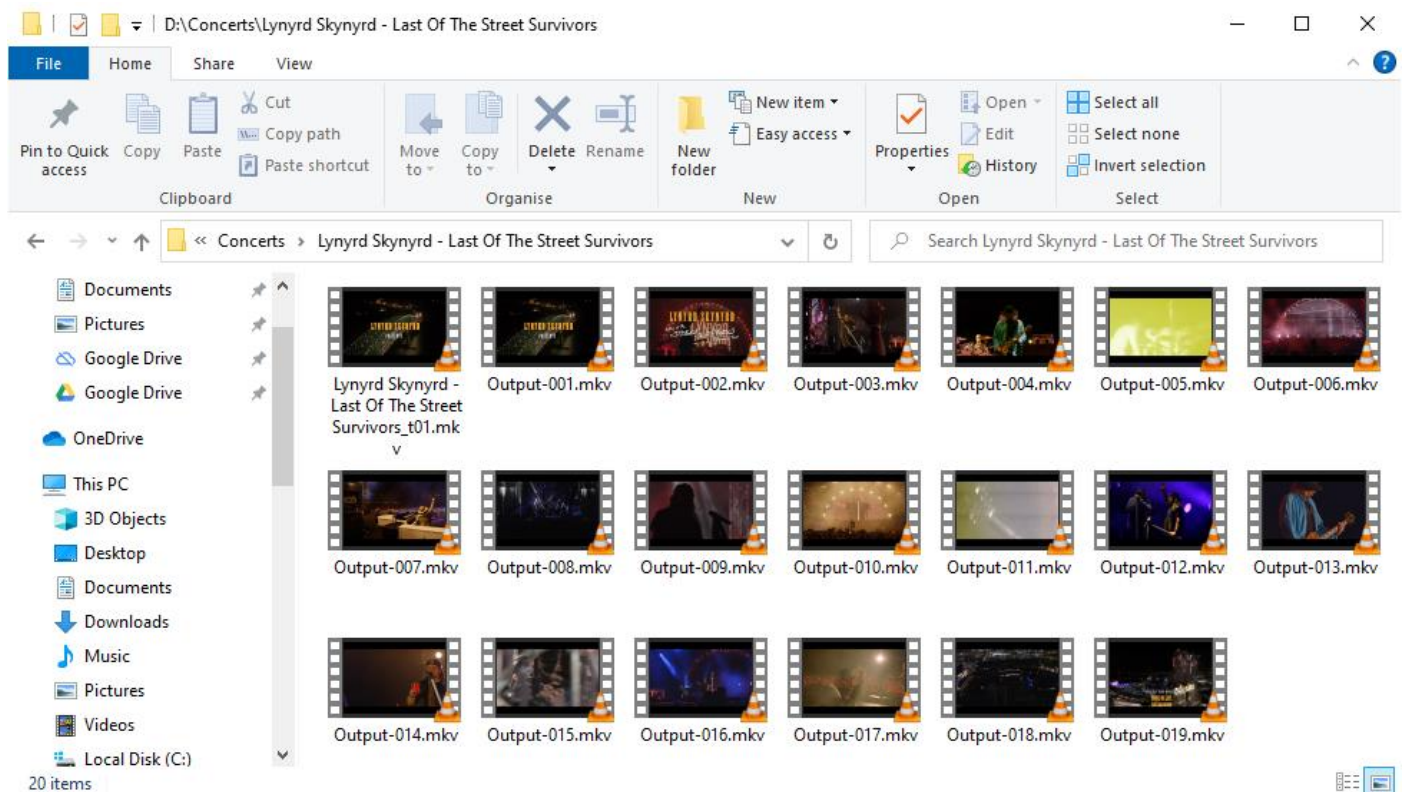 D:\Concerts\Lynyrd Skynyrd - Last Of The Street Survivors
File Home Share View
Pin to Quick access
Copy
Paste
Cut
Copy path
Paste shortcut
Move to
Copy to
Delete
Rename
New folder
New item
Easy access
Properties
Open
Edit
History
Select all
Select none
Invert selection
Clipboard Organise New Open Select
« Concerts › Lynyrd Skynyrd - Last Of The Street Survivors
Search Lynyrd Skynyrd - Last Of The Street Survivors
Documents
Pictures
Google Drive
Google Drive
OneDrive
This PC
3D Objects
Desktop
Documents
Downloads
Music
Pictures
Videos
Local Disk (C:)
LYNYRD SKYNYRD
LYNYRD SKYNYRD
LYNYRD SKYNYRD
Lynyrd Skynyrd -
Last Of The Street
Survivors_t01.mk
v
Output-001.mkv Output-002.mkv Output-003.mkv Output-004.mkv Output-005.mkv Output-006.mkv
Output-007.mkv Output-008.mkv Output-009.mkv Output-010.mkv Output-011.mkv Output-012.mkv Output-013.mkv
Output-014.mkv Output-015.mkv Output-016.mkv Output-017.mkv Output-018.mkv Output-019.mkv
20 items